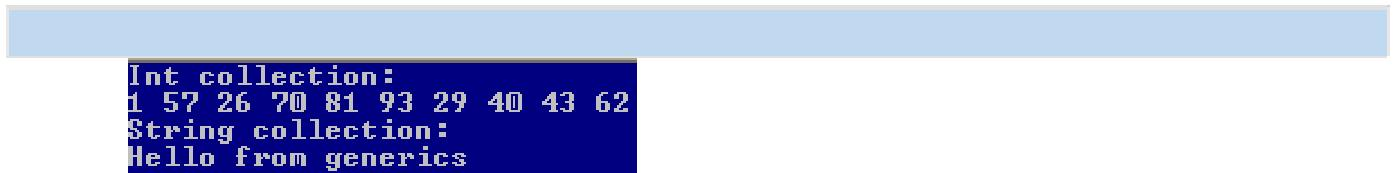 Int collection:
1 57 26 70 81 93 29 40 43 62
String collection:
Hello from generics